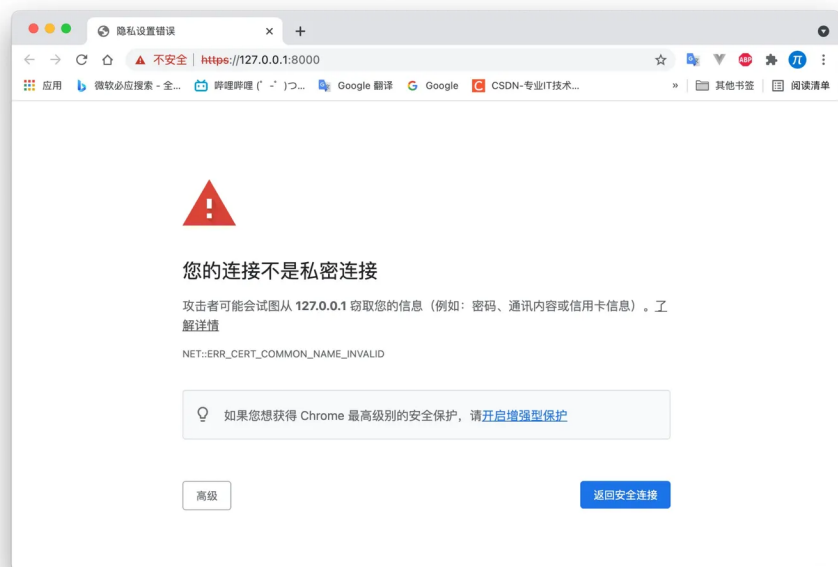 隐私设置错误
不安全 | https://127.0.0.1:8000
应用 微软必应搜索 - 全... 哔哩哔哩 (゜-゜)つ... Google 翻译 Google CSDN-专业IT技术... » 其他书签 阅读清单
ABP π
您的连接不是私密连接
攻击者可能会试图从 127.0.0.1 窃取您的信息（例如：密码、通讯内容或信用卡信息）。了
解详情
NET::ERR_CERT_COMMON_NAME_INVALID
如果您想获得 Chrome 最高级别的安全保护，请开启增强型保护
高级
返回安全连接